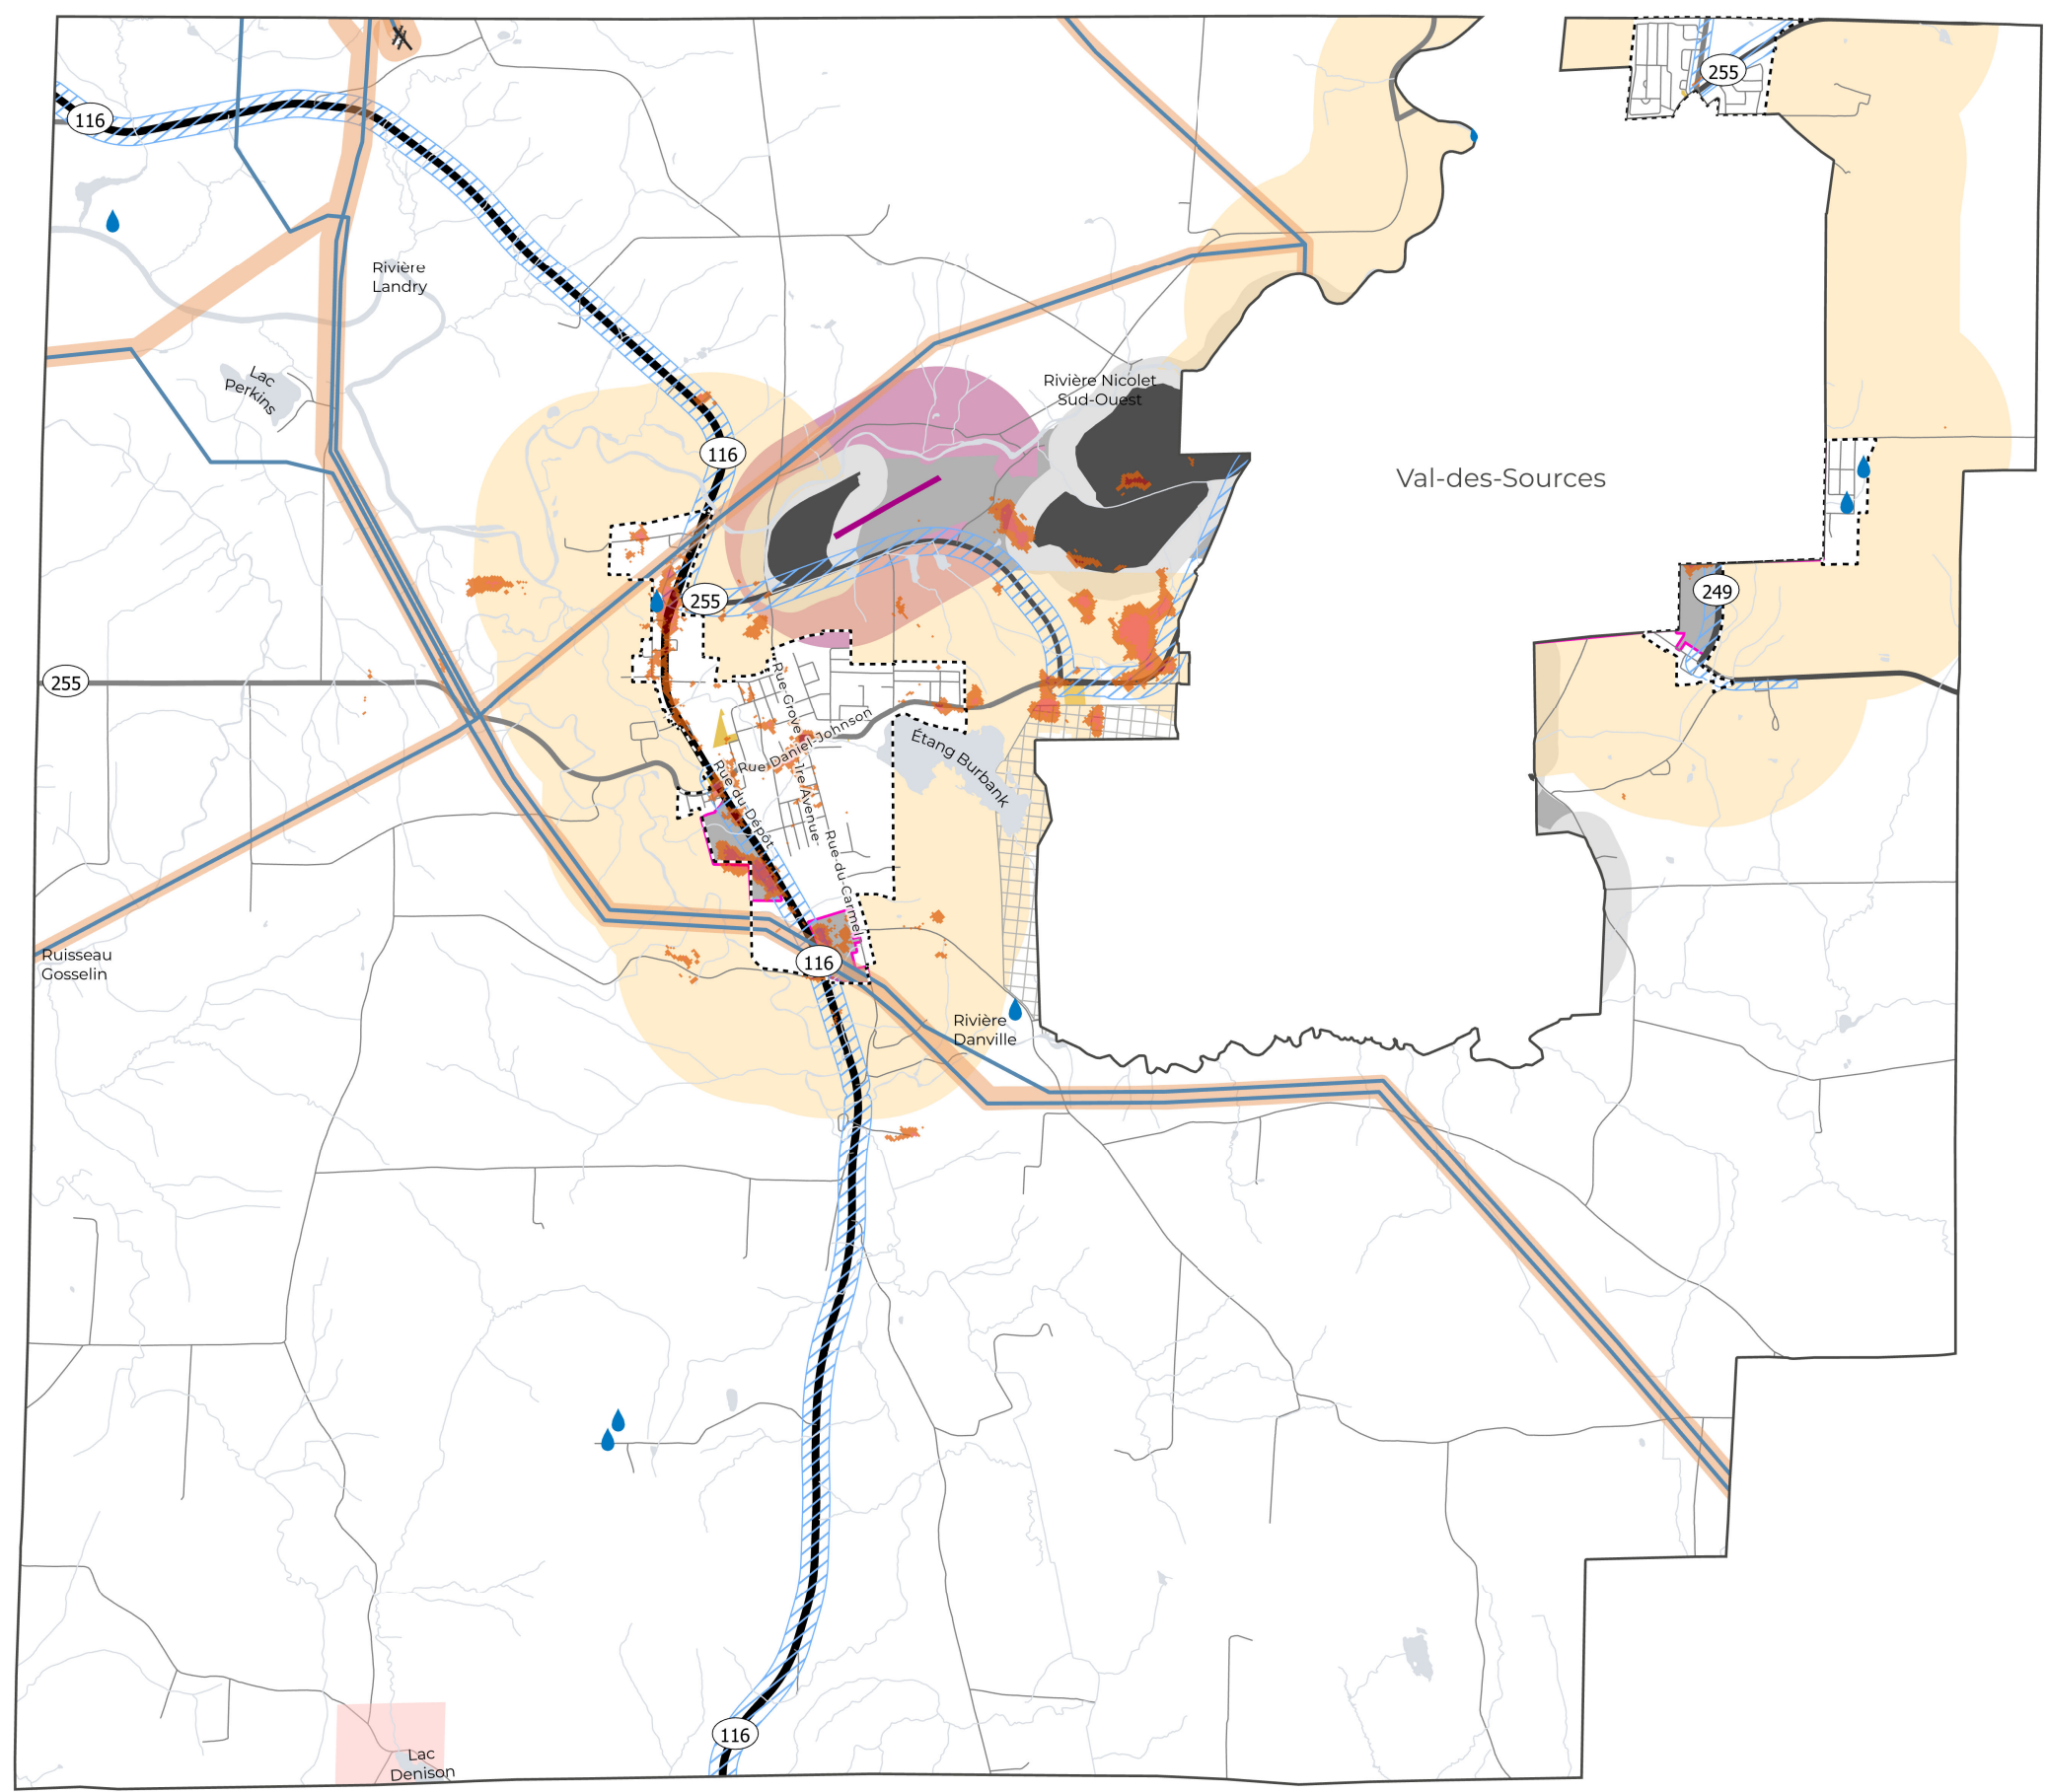 255
116
Rivière
Landry
Lac
Perkins
Rivière Nicolet
Sud-Ouest
116
Val-des-Sources
249
255
255
Rue Grove
Rue Daniel-Johnson
Étang Burbank
Rue du Dépôt
1re Avenue
Rue du Carmel
Ruisseau
Gosselin
116
Rivière
Danville
116
Lac
Denison